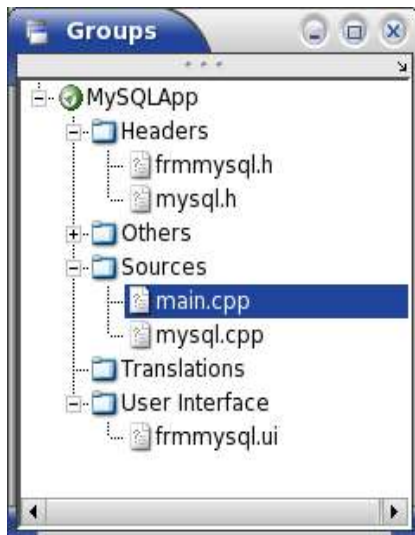 Groups
MySQLApp
Headers
frmmysql.h
mysql.h
Others
Sources
main.cpp
mysql.cpp
Translations
User Interface
frmmysql.ui